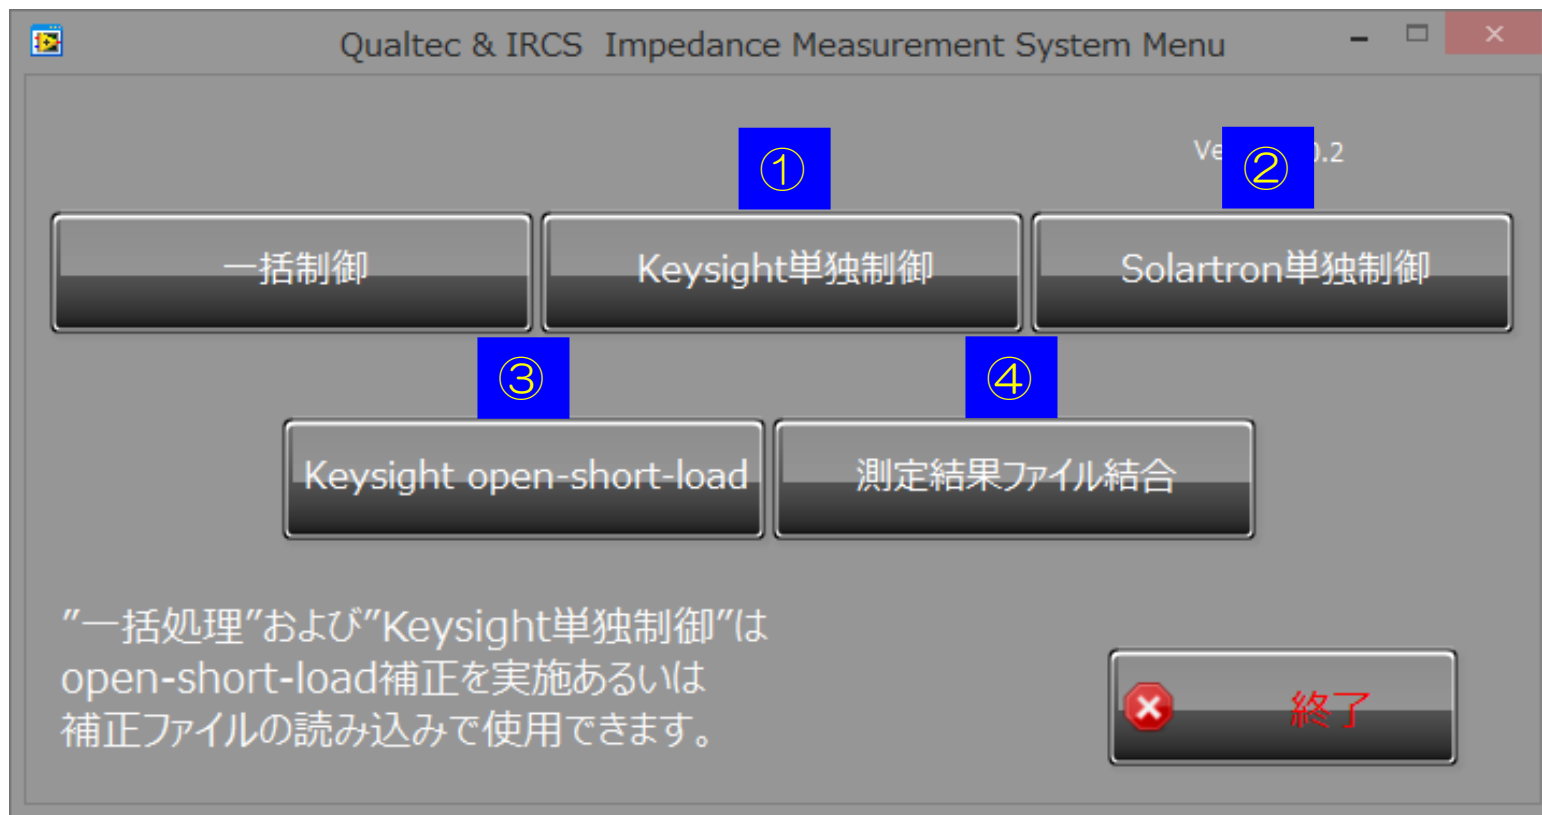 Qualtec & IRCS  Impedance Measurement System Menu
①
②
一括制御
Keysight単独制御
Solartron単独制御
③
④
Keysight open-short-load
測定結果ファイル結合
”一括処理”および”Keysight単独制御”は
open-short-load補正を実施あるいは
補正ファイルの読み込みで使用できます。
終了